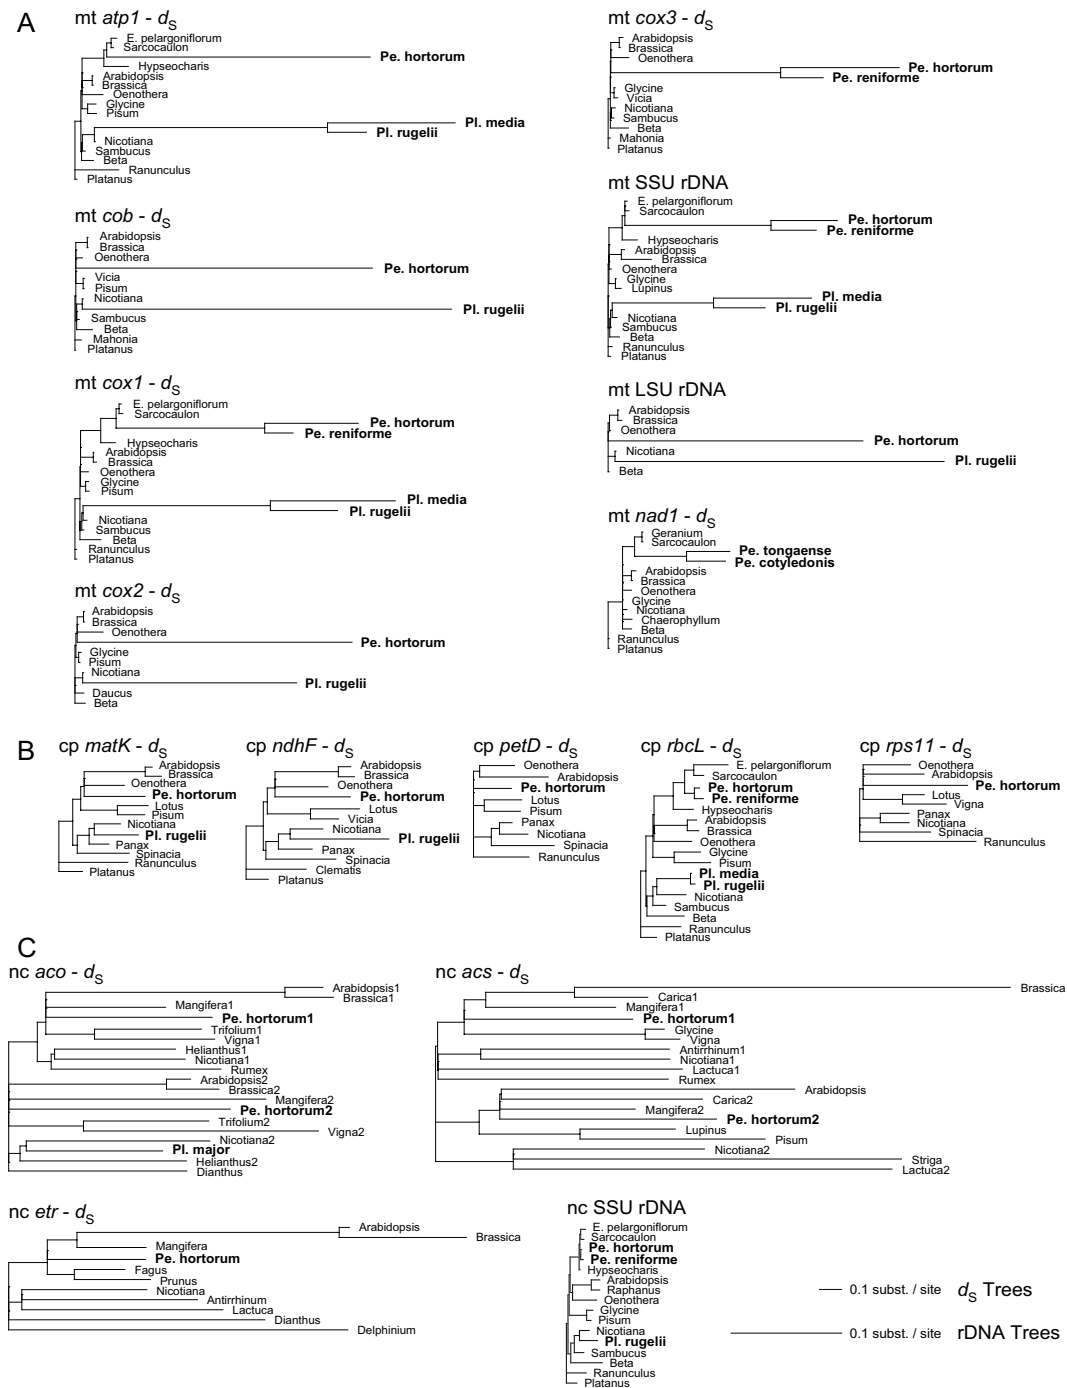 A
mt atp1 - dS
E. pelargoniflorum
Sarcocaulon
Pe. hortorum
Hypseocharis
Arabidopsis
Brassica
Oenothera
Glycine
Pisum
Pl. media
Pl. rugelii
Nicotiana
Sambucus
Beta
Ranunculus
Platanus
mt cob - dS
Arabidopsis
Brassica
Oenothera
Pe. hortorum
Vicia
Pisum
Nicotiana
Pl. rugelii
Sambucus
Beta
Mahonia
Platanus
mt cox1 - dS
E. pelargoniflorum
Sarcocaulon
Pe. hortorum
Pe. reniforme
Hypseocharis
Arabidopsis
Brassica
Oenothera
Glycine
Pisum
Pl. media
Pl. rugelii
Nicotiana
Sambucus
Beta
Ranunculus
Platanus
mt cox2 - dS
Arabidopsis
Brassica
Oenothera
Pe. hortorum
Glycine
Pisum
Nicotiana
Pl. rugelii
Daucus
Beta
mt cox3 - dS
Arabidopsis
Brassica
Oenothera
Pe. hortorum
Pe. reniforme
Glycine
Vicia
Nicotiana
Sambucus
Beta
Mahonia
Platanus
mt SSU rDNA
E. pelargoniflorum
Sarcocaulon
Pe. hortorum
Pe. reniforme
Hypseocharis
Arabidopsis
Brassica
Oenothera
Glycine
Lupinus
Pl. media
Pl. rugelii
Nicotiana
Sambucus
Beta
Ranunculus
Platanus
mt LSU rDNA
Arabidopsis
Brassica
Oenothera
Pe. hortorum
Nicotiana
Pl. rugelii
Beta
mt nad1 - dS
Geranium
Sarcocaulon
Pe. tongaense
Pe. cotyledonis
Arabidopsis
Brassica
Oenothera
Glycine
Nicotiana
Chaerophyllum
Beta
Ranunculus
Platanus
B
cp matK - dS
Arabidopsis
Brassica
Oenothera
Pe. hortorum
Lotus
Pisum
Nicotiana
Pl. rugelii
Panax
Spinacia
Ranunculus
Platanus
cp ndhF - dS
Arabidopsis
Brassica
Oenothera
Pe. hortorum
Lotus
Vicia
Nicotiana
Pl. rugelii
Panax
Spinacia
Clematis
Platanus
cp petD - dS
Oenothera
Arabidopsis
Pe. hortorum
Lotus
Pisum
Panax
Nicotiana
Spinacia
Ranunculus
cp rbcL - dS
E. pelargoniflorum
Sarcocaulon
Pe. hortorum
Pe. reniforme
Hypseocharis
Arabidopsis
Brassica
Oenothera
Glycine
Pisum
Pl. media
Pl. rugelii
Nicotiana
Sambucus
Beta
Ranunculus
Platanus
cp rps11 - dS
Oenothera
Arabidopsis
Pe. hortorum
Lotus
Vigna
Panax
Nicotiana
Spinacia
Ranunculus
C
nc aco - dS
Arabidopsis1
Brassica1
Mangifera1
Pe. hortorum1
Trifolium1
Vigna1
Helianthus1
Nicotiana1
Rumex
Arabidopsis2
Brassica2
Mangifera2
Pe. hortorum2
Trifolium2
Vigna2
Nicotiana2
Pl. major
Helianthus2
Dianthus
nc acs - dS
Brassica
Carica1
Mangifera1
Pe. hortorum1
Glycine
Vigna
Antirrhinum1
Nicotiana1
Lactuca1
Rumex
Arabidopsis
Carica2
Mangifera2
Pe. hortorum2
Lupinus
Pisum
Nicotiana2
Striga
Lactuca2
nc etr - dS
Arabidopsis
Brassica
Mangifera
Pe. hortorum
Fagus
Prunus
Nicotiana
Antirrhinum
Lactuca
Dianthus
Delphinium
nc SSU rDNA
E. pelargoniflorum
Sarcocaulon
Pe. hortorum
Pe. reniforme
Hypseocharis
Arabidopsis
Raphanus
Oenothera
Glycine
Pisum
Nicotiana
Pl. rugelii
Sambucus
Beta
Ranunculus
Platanus
0.1 subst. / site dS Trees
0.1 subst. / site rDNA Trees